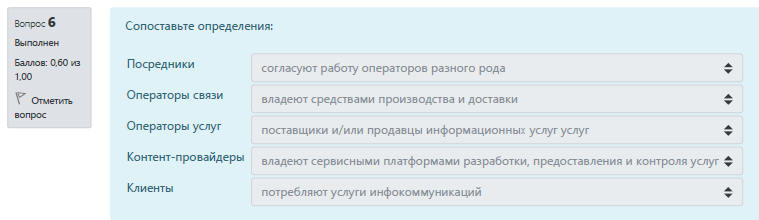 Вопрос 6
Выполнен
Баллов: 0,60 из
1,00
Отметить
вопрос
Сопоставьте определения:
Посредники
согласуют работу операторов разного рода
Операторы связи
владеют средствами производства и доставки
Операторы услуг
поставщики и/или продавцы информационных услуг услуг
Контент-провайдеры
владеют сервисными платформами разработки, предоставления и контроля услуг
Клиенты
потребляют услуги инфокоммуникаций